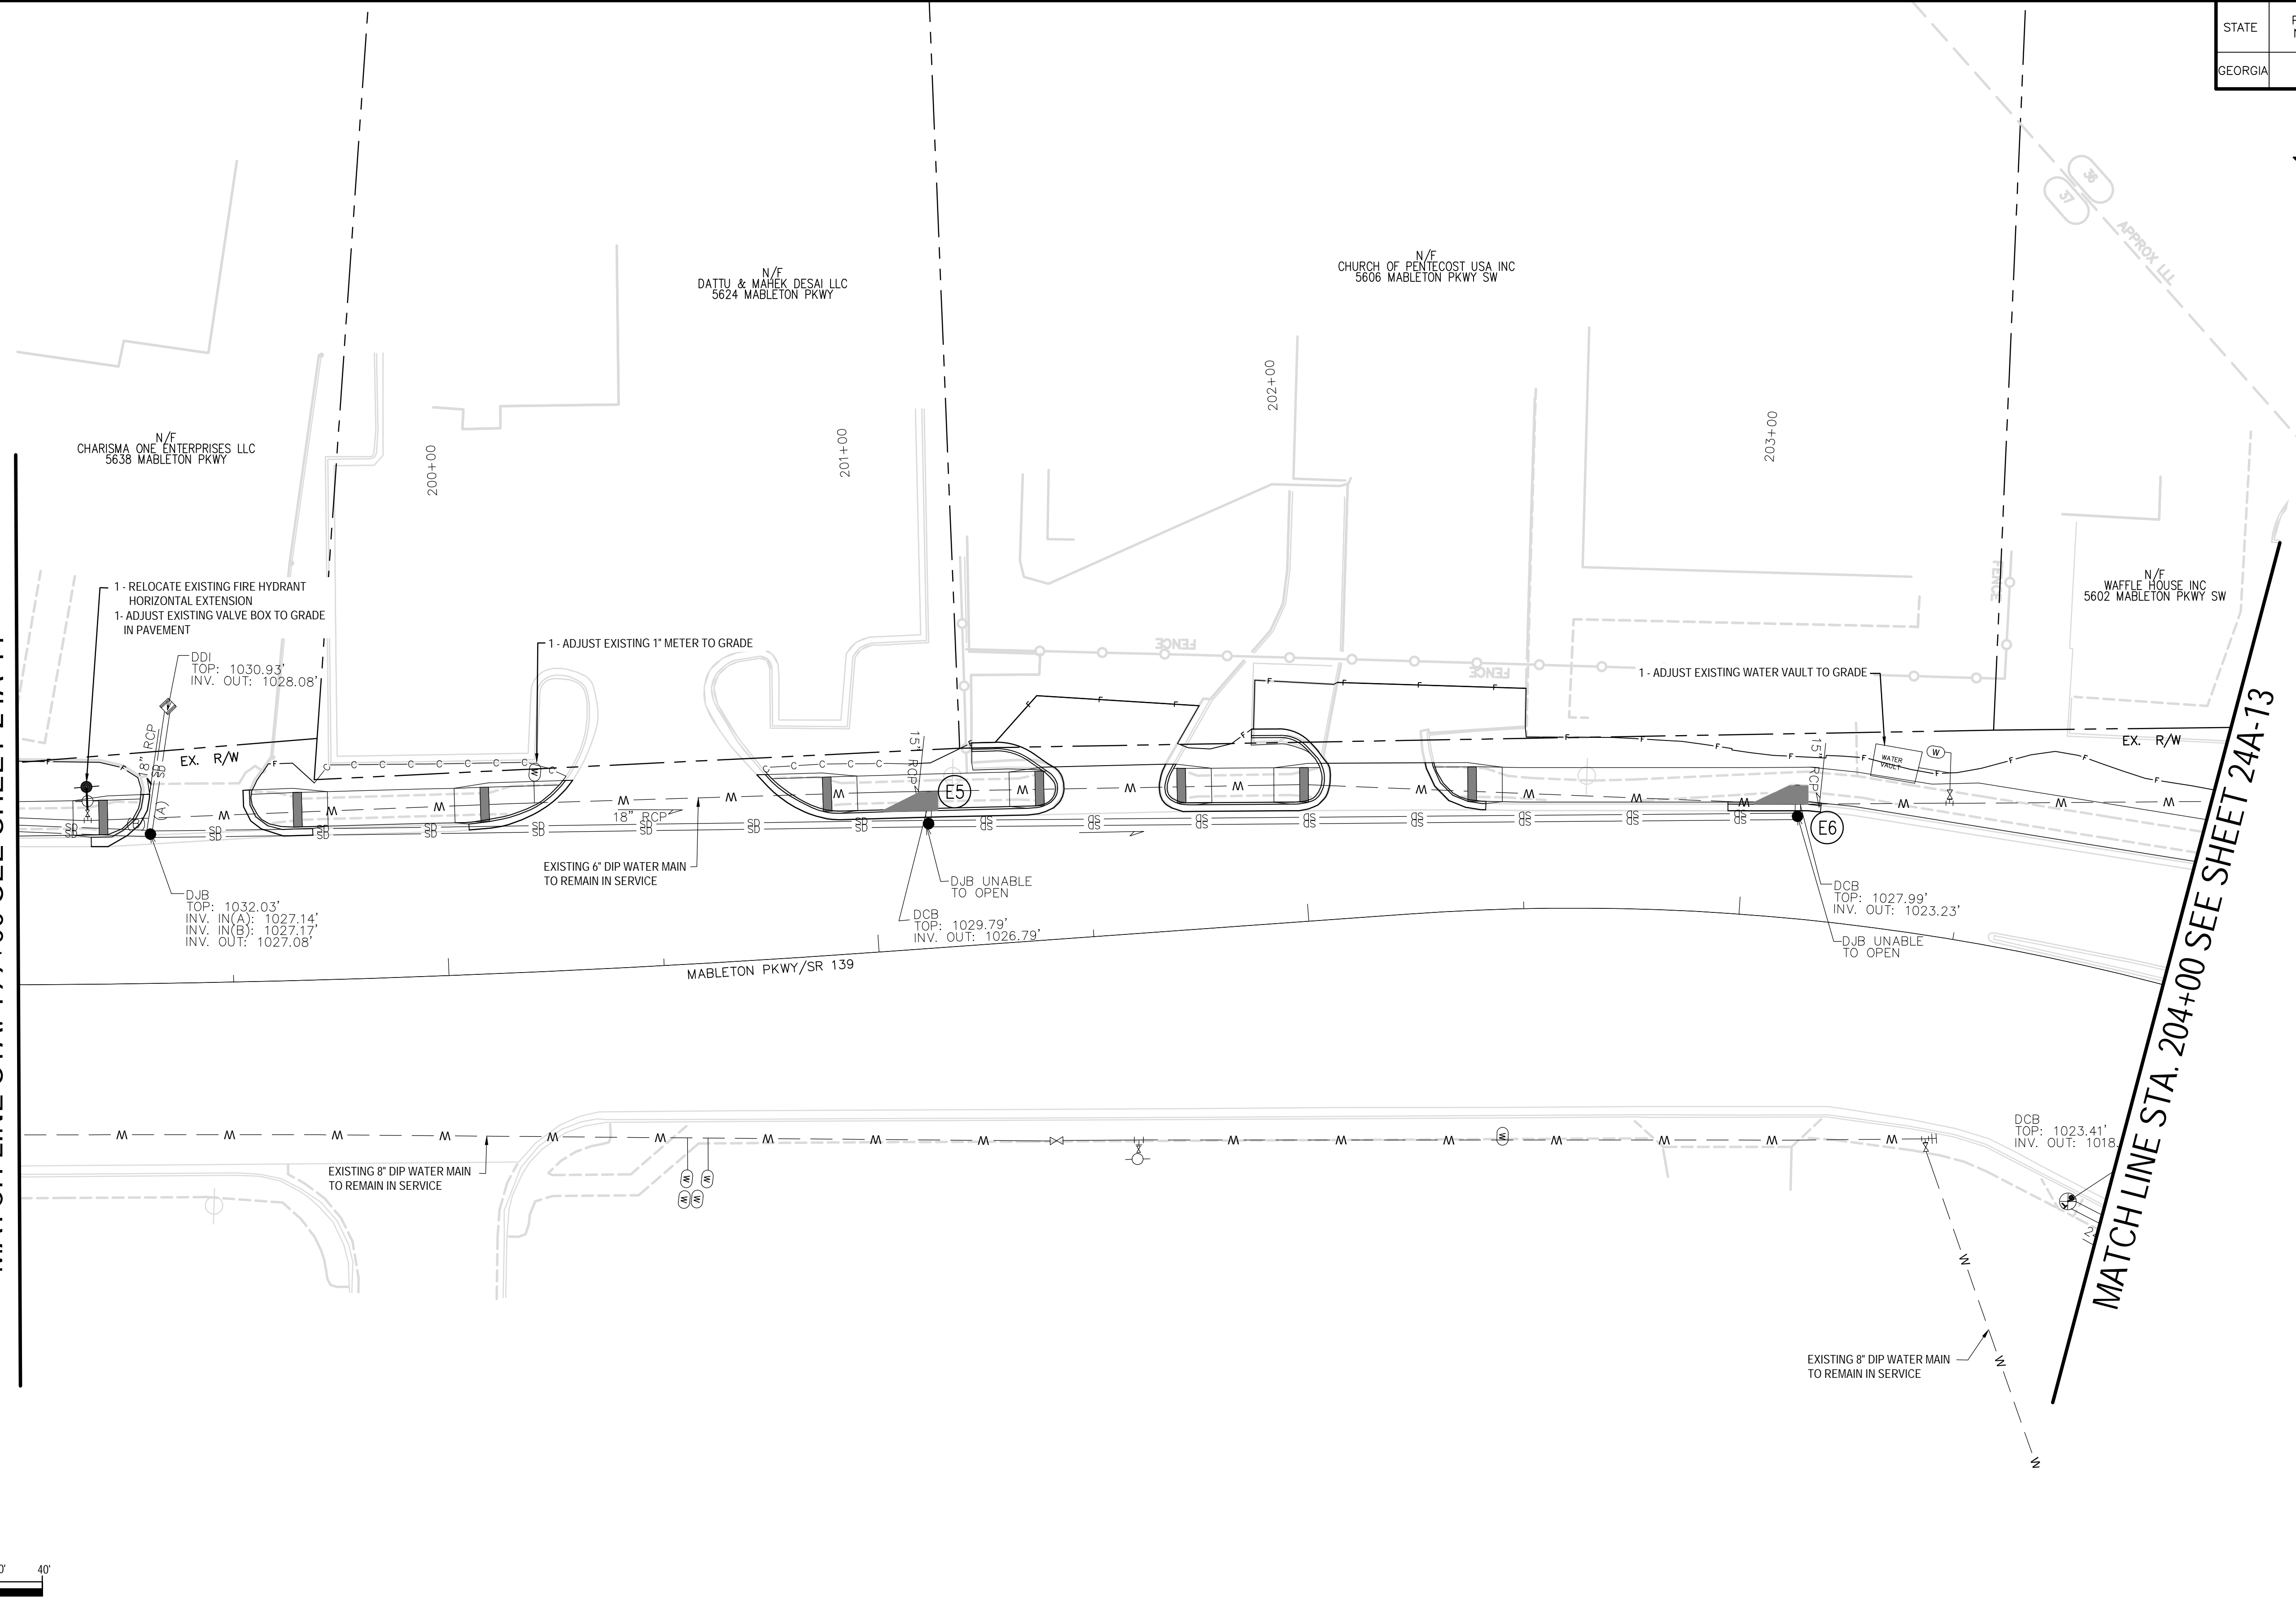 STATE
GEORGIA
36
37
APPROX LLL
N/F
CHURCH OF PENTECOST USA INC
5606 MABLETON PKWY SW
N/F
DATTU & MAHEK DESAI LLC
5624 MABLETON PKWY
N/F
CHARISMA ONE ENTERPRISES LLC
5638 MABLETON PKWY
200+00
201+00
202+00
203+00
N/F
WAFFLE HOUSE INC
5602 MABLETON PKWY SW
FENCE
FENCE
FENCE
1 - RELOCATE EXISTING FIRE HYDRANT
HORIZONTAL EXTENSION
1- ADJUST EXISTING VALVE BOX TO GRADE
IN PAVEMENT
1 - ADJUST EXISTING 1" METER TO GRADE
1 - ADJUST EXISTING WATER VAULT TO GRADE
DDI
TOP: 1030.93'
INV. OUT: 1028.08'
18" RCP
EX. R/W
(A)
(B)
15" RCP
E5
15" RCP
WATER
VAULT
W
EX. R/W
18" RCP
E6
EXISTING 6" DIP WATER MAIN
TO REMAIN IN SERVICE
DJB
TOP: 1032.03'
INV. IN(A): 1027.14'
INV. IN(B): 1027.17'
INV. OUT: 1027.08'
DJB UNABLE
TO OPEN
DCB
TOP: 1029.79'
INV. OUT: 1026.79'
DCB
TOP: 1027.99'
INV. OUT: 1023.23'
DJB UNABLE
TO OPEN
MABLETON PKWY/SR 139
EXISTING 8" DIP WATER MAIN
TO REMAIN IN SERVICE
DCB
TOP: 1023.41'
INV. OUT: 1018.
MATCH LINE STA. 204+00 SEE SHEET 24A-13
EXISTING 8" DIP WATER MAIN
TO REMAIN IN SERVICE
40'